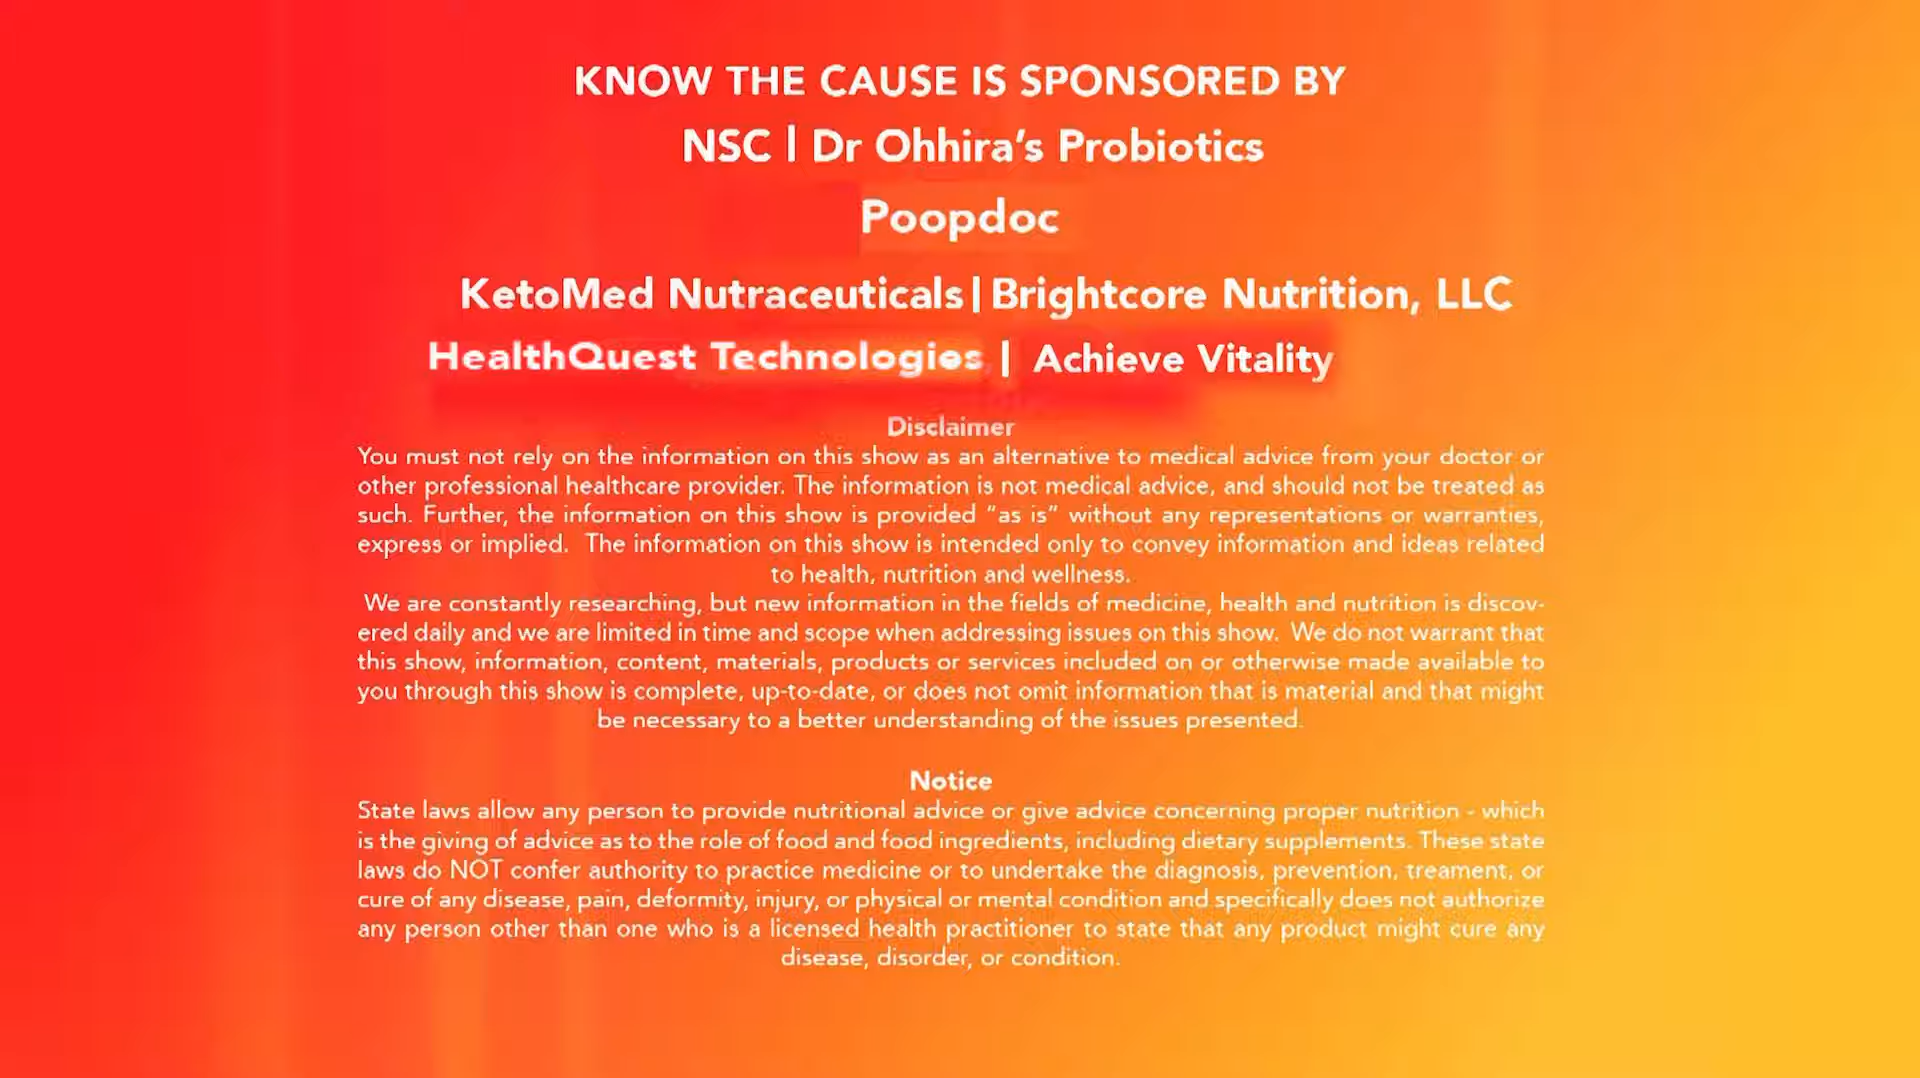 KNOW THE CAUSE IS SPONSORED BY
NSC | Dr Ohhira's Probiotics
Poopdoc
KetoMed Nutraceuticals | Brightcore Nutrition, LLC
HealthQuest Technologies | Achieve Vitality
Disclaimer
You must not rely on the information on this show as an alternative to medical advice from your doctor or
other professional healthcare provider. The information is not medical advice, and should not be treated as
such. Further, the information on this show is provided "as is" without any representations or warranties,
express or implied. The information on this show is intended only to convey information and ideas related
to health, nutrition and wellness.
We are constantly researching, but new information in the fields of medicine, health and nutrition is discov-
ered daily and we are limited in time and scope when addressing issues on this show. We do not warrant that
this show, information, content, materials, products or services included on or otherwise made available to
you through this show is complete, up-to-date, or does not omit information that is material and that might
be necessary to a better understanding of the issues presented.
Notice
State laws allow any person to provide nutritional advice or give advice concerning proper nutrition - which
is the giving of advice as to the role of food and food ingredients, including dietary supplements. These state
laws do NOT confer authority to practice medicine or to undertake the diagnosis, prevention, treament, or
cure of any disease, pain, deformity, injury, or physical or mental condition and specifically does not authorize
any person other than one who is a licensed health practitioner to state that any product might cure any
disease, disorder, or condition.